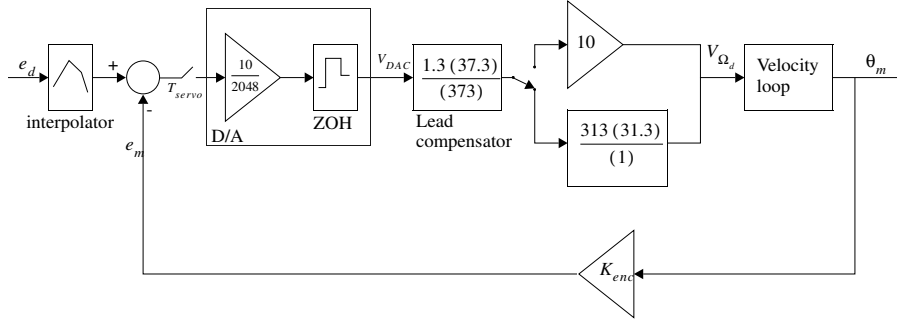 e_d
interpolator
+
-
e_m
T_servo
10
2048
D/A
ZOH
V_DAC
1.3 (37.3)
(373)
Lead
compensator
10
313 (31.3)
(1)
V_Ω_d
Velocity
loop
θ_m
K_enc